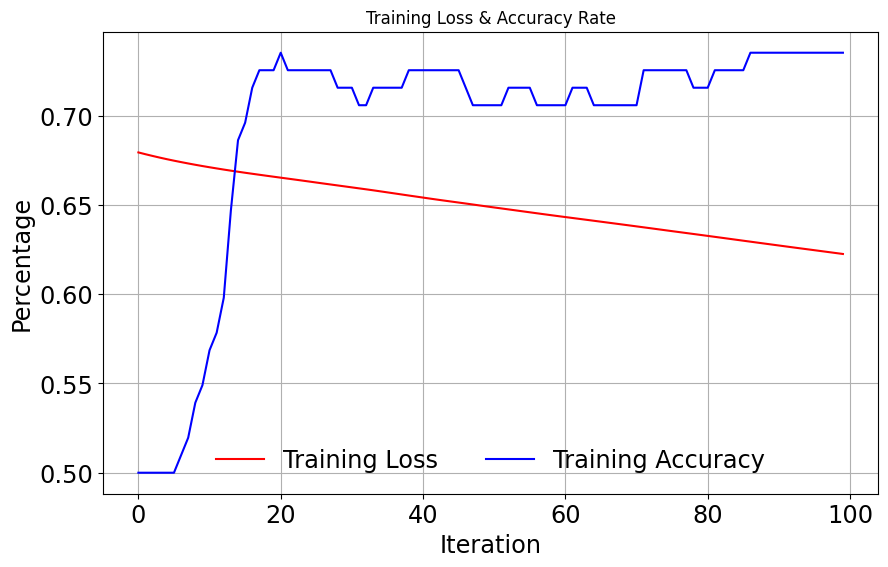 Training Loss & Accuracy Rate
Percentage
0.70
0.65
0.60
0.55
0.50
Training Loss
Training Accuracy
0 20 40 60 80 100
Iteration